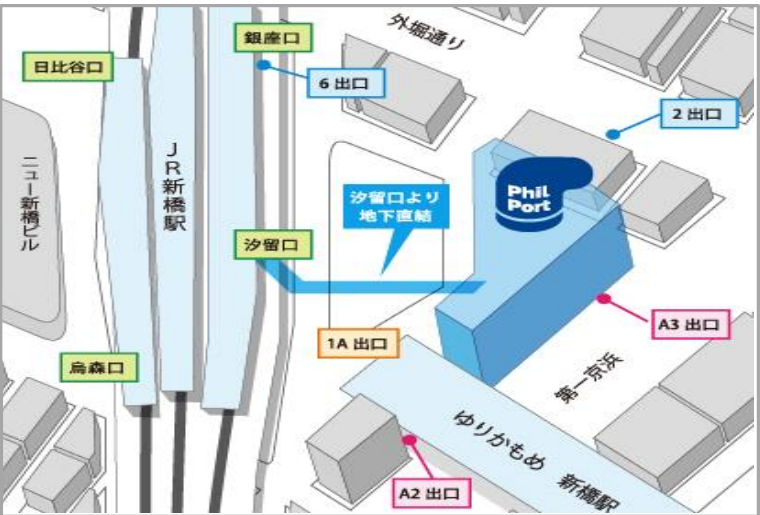 銀座口
外堀通り
日比谷口
6 出口
2 出口
JR新橋駅
ニュー新橋ビル
Phil
Port
汐留口より
地下直結
汐留口
1A 出口
A3 出口
烏森口
第一京浜
ゆりかもめ 新橋駅
A2 出口